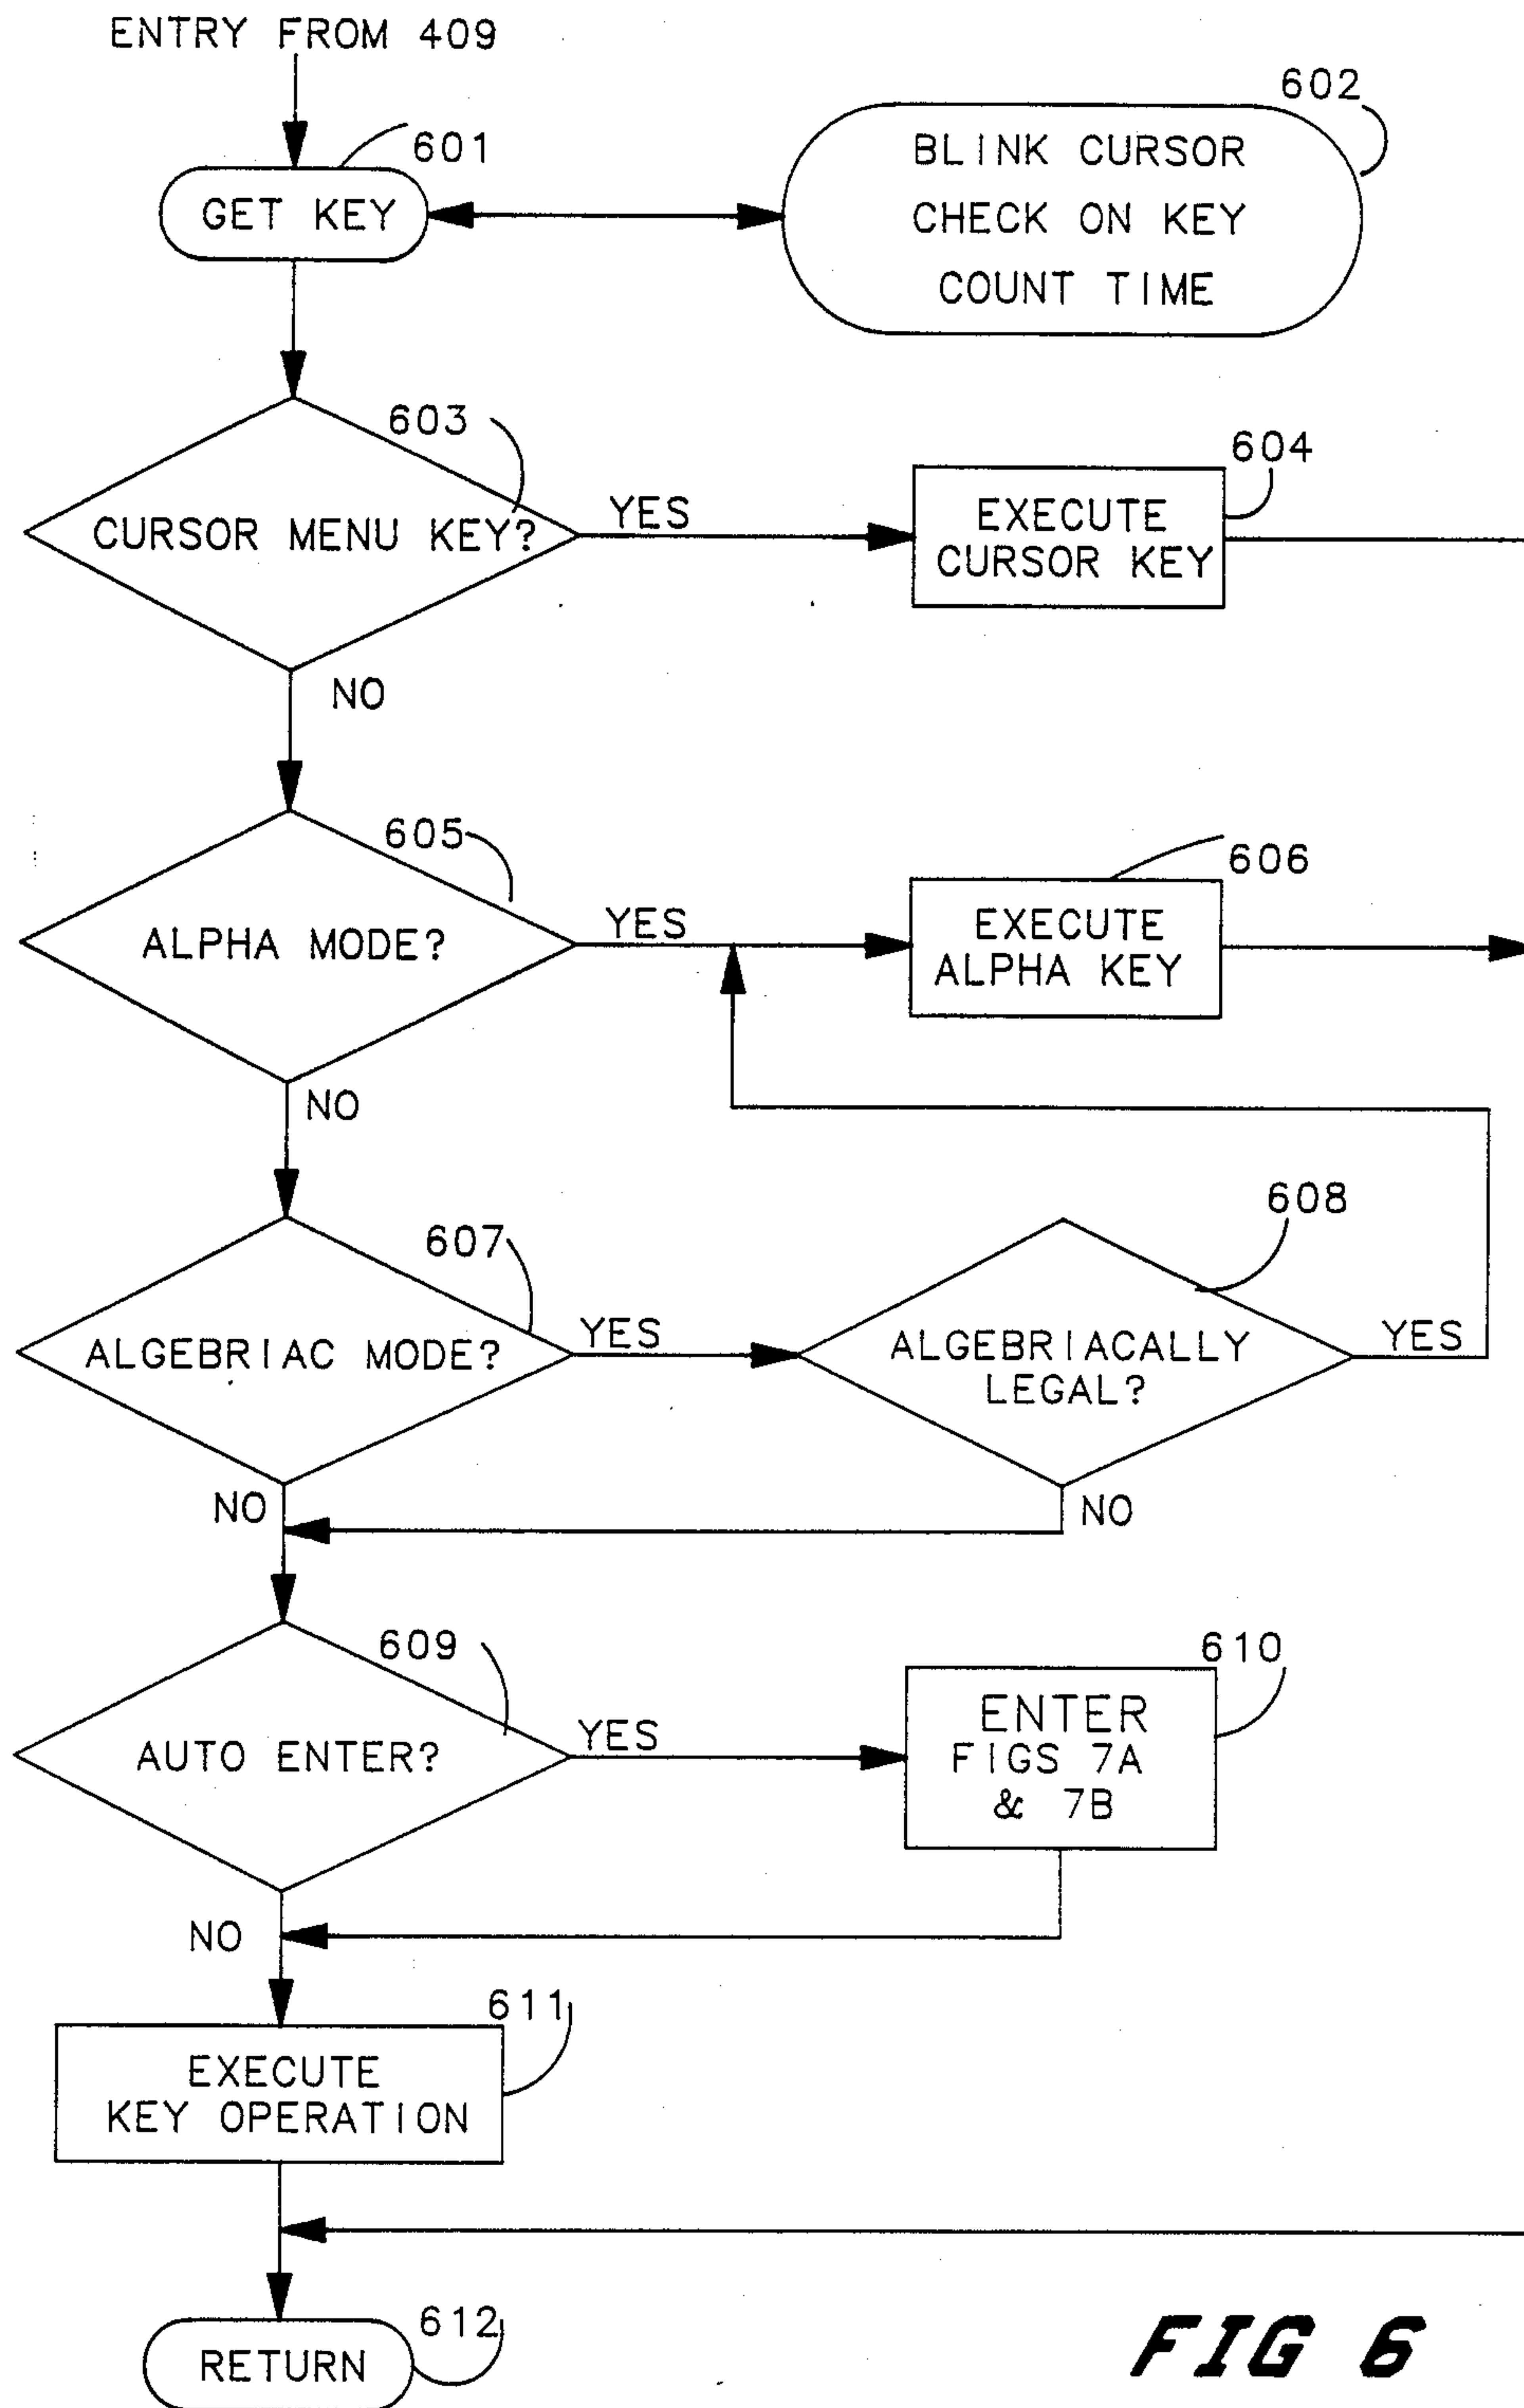 ENTRY FROM 409
601
GET KEY
602
BLINK CURSOR
CHECK ON KEY
COUNT TIME
603
CURSOR MENU KEY?
YES
604
EXECUTE
CURSOR KEY
NO
605
ALPHA MODE?
YES
606
EXECUTE
ALPHA KEY
NO
607
ALGEBRIAC MODE?
YES
608
ALGEBRIACALLY
LEGAL?
YES
NO
NO
609
AUTO ENTER?
YES
610
ENTER
FIGS 7A
& 7B
NO
611
EXECUTE
KEY OPERATION
612
RETURN
FIG 6